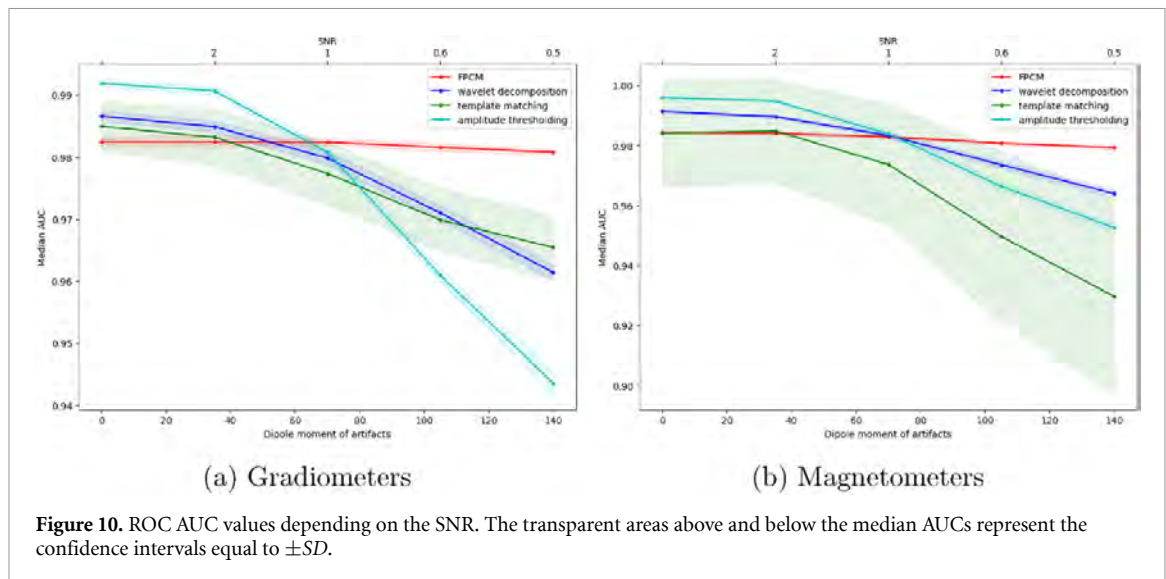 SNR
2 1 0.6 0.5
FPCM
wavelet decomposition
template matching
amplitude thresholding
0.99
0.98
0.97
0.96
0.95
0.94
Median AUC
0 20 40 60 80 100 120 140
Dipole moment of artifacts
(a) Gradiometers
SNR
2 1 0.6 0.5
FPCM
wavelet decomposition
template matching
amplitude thresholding
1.00
0.98
0.96
0.94
0.92
0.90
Median AUC
0 20 40 60 80 100 120 140
Dipole moment of artifacts
(b) Magnetometers
Figure 10. ROC AUC values depending on the SNR. The transparent areas above and below the median AUCs represent the
confidence intervals equal to ±SD.